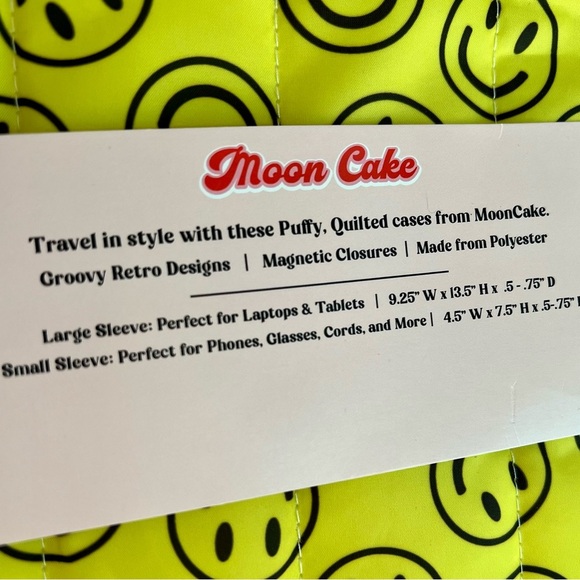 Moon Cake
Travel in style with these Puffy, Quilted cases from MoonCake.
Groovy Retro Designs | Magnetic Closures | Made from Polyester
Large Sleeve: Perfect for Laptops & Tablets | 9.25" W x 13.5" H x .5 - .75" D
Small Sleeve: Perfect for Phones, Glasses, Cords, and More | 4.5" W x 7.5" H x .5-.75"